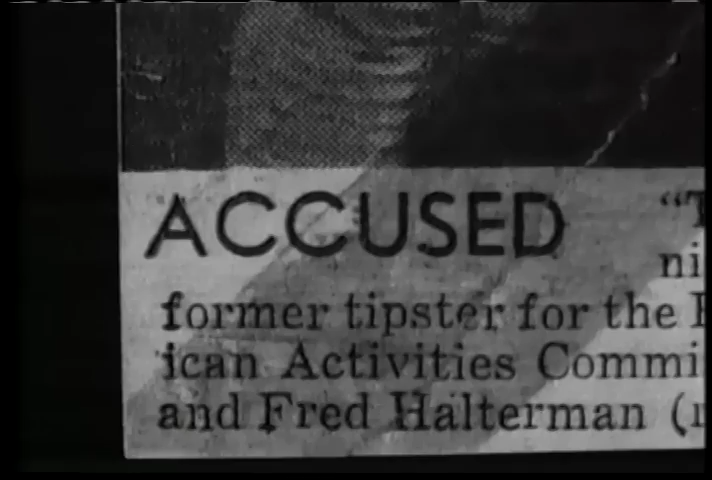 ACCUSED "T
ni
former tipster for the
ican Activities Commi
and Fred Halterman (